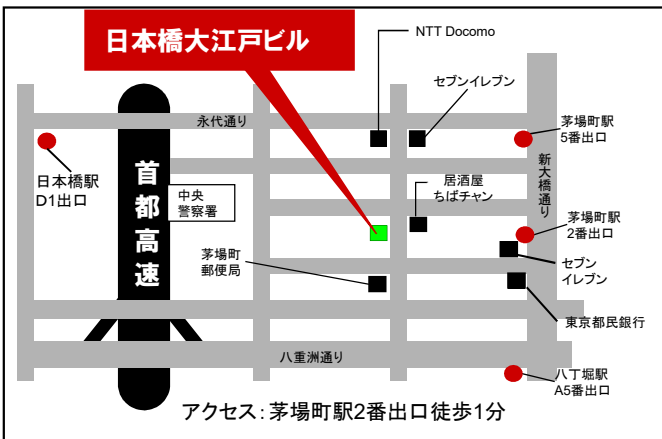 日本橋大江戸ビル
NTT Docomo
セブンイレブン
永代通り
茅場町駅
5番出口
日本橋駅
D1出口
首都高速
中央
警察署
新大橋通り
居酒屋
ちばチャン
茅場町駅
2番出口
茅場町
郵便局
セブン
イレブン
東京都民銀行
八重洲通り
八丁堀駅
A5番出口
アクセス：茅場町駅2番出口徒歩1分